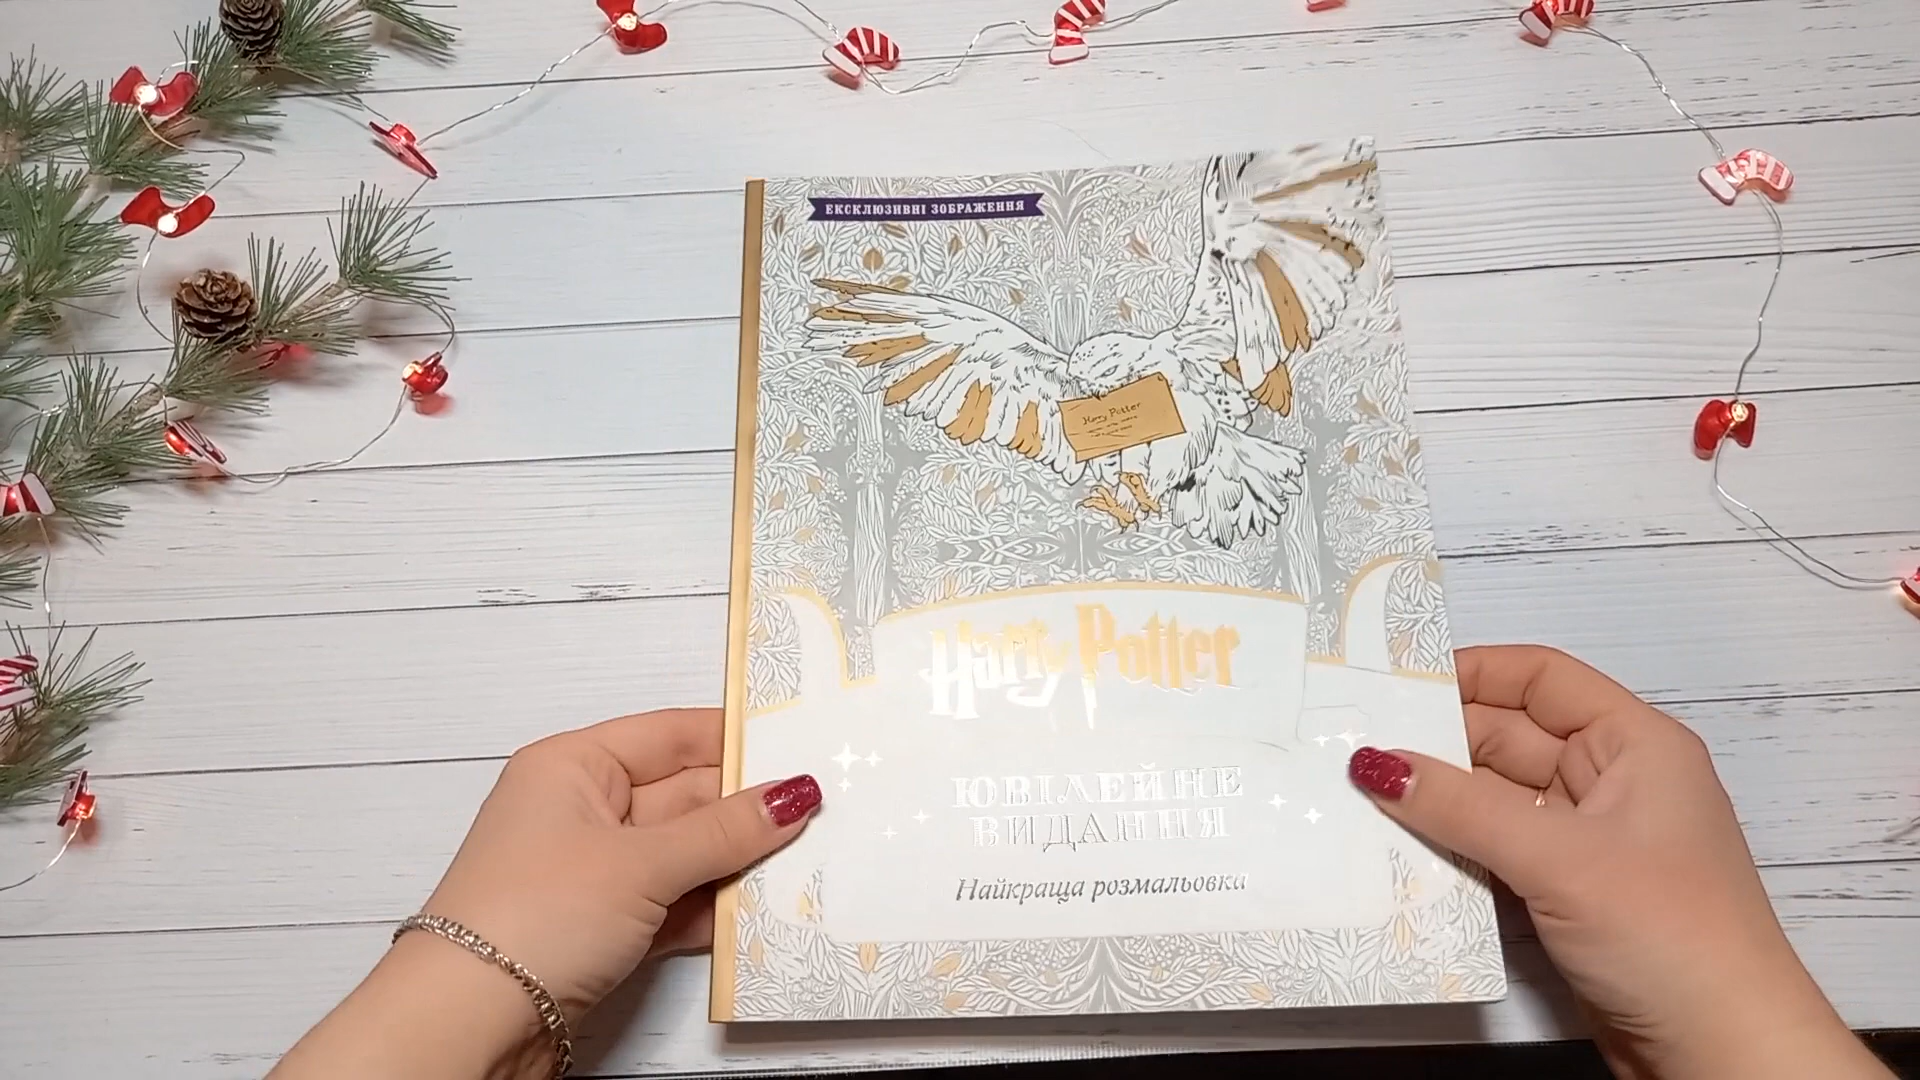 ЕКСКЛЮЗИВНІ ЗОБРАЖЕННЯ
Harry Potter
Harry Potter
ЮВІЛЕЙНЕ
ВИДАННЯ
Найкраща розмальовка